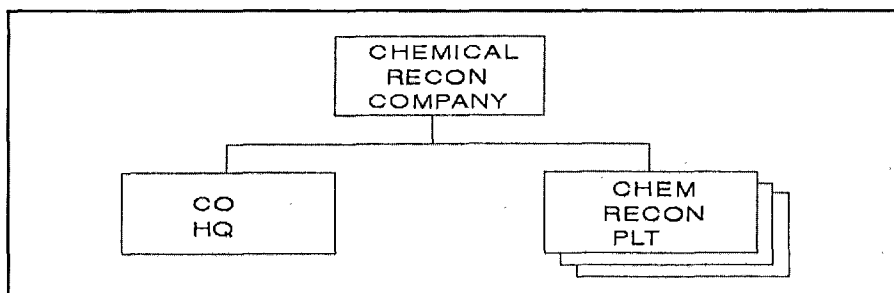 CHEMICAL
RECON
COMPANY
CO
HQ
CHEM
RECON
PLT